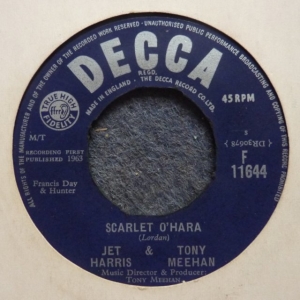 ALL RIGHTS OF THE MANUFACTURER AND OF THE OWNER OF THE RECORDED WORK RESERVED · UNAUTHORISED PUBLIC PERFORMANCE BROADCASTING AND COPYING OF THIS RECORD PROHIBITED
DECCA
REGD.
MADE IN ENGLAND · THE DECCA RECORD CO. LTD.
TRUE HIGH FIDELITY
ffrr
45 RPM
M/T
RECORDING FIRST
PUBLISHED 1963
F
11644
Francis Day
& Hunter
SCARLET O'HARA
(Lordan)
JET & TONY
HARRIS MEEHAN
Music Director & Producer:
TONY MEEHAN